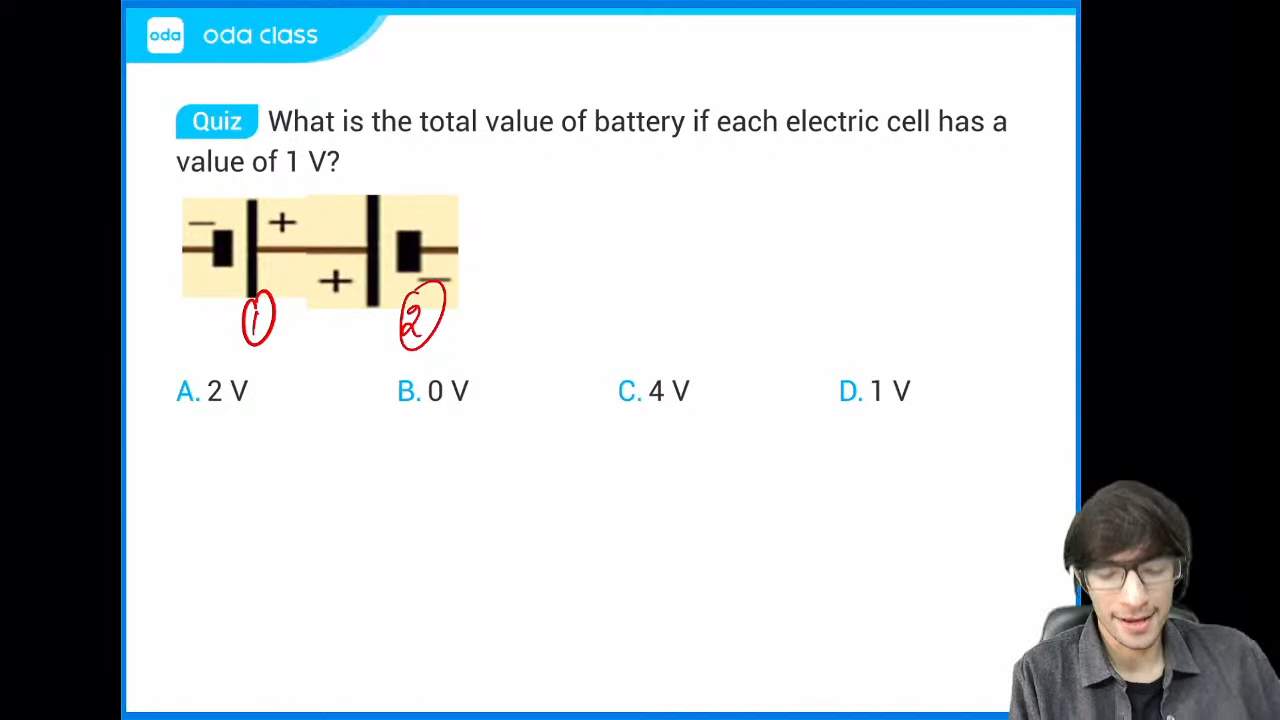 oda oda class
Quiz What is the total value of battery if each electric cell has a
value of 1 V?
− +
+ −
1 2
A. 2 V B. 0 V C. 4 V D. 1 V